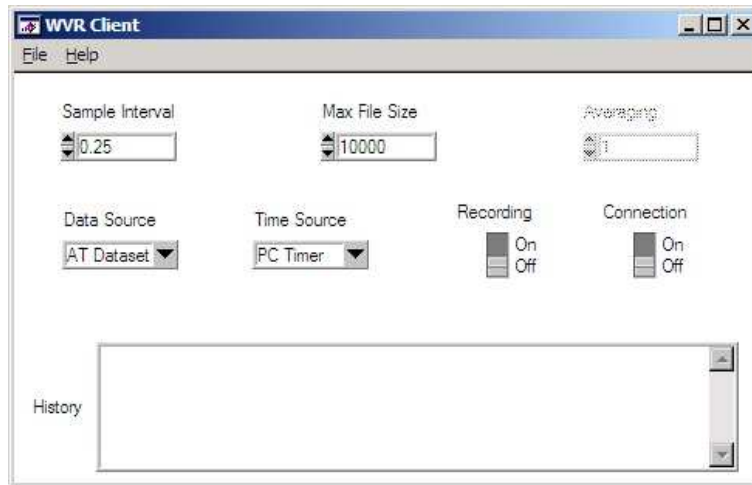 WVR Client
File Help
Sample Interval
0.25
Max File Size
10000
Averaging
1
Data Source
AT Dataset
Time Source
PC Timer
Recording
On
Off
Connection
On
Off
History